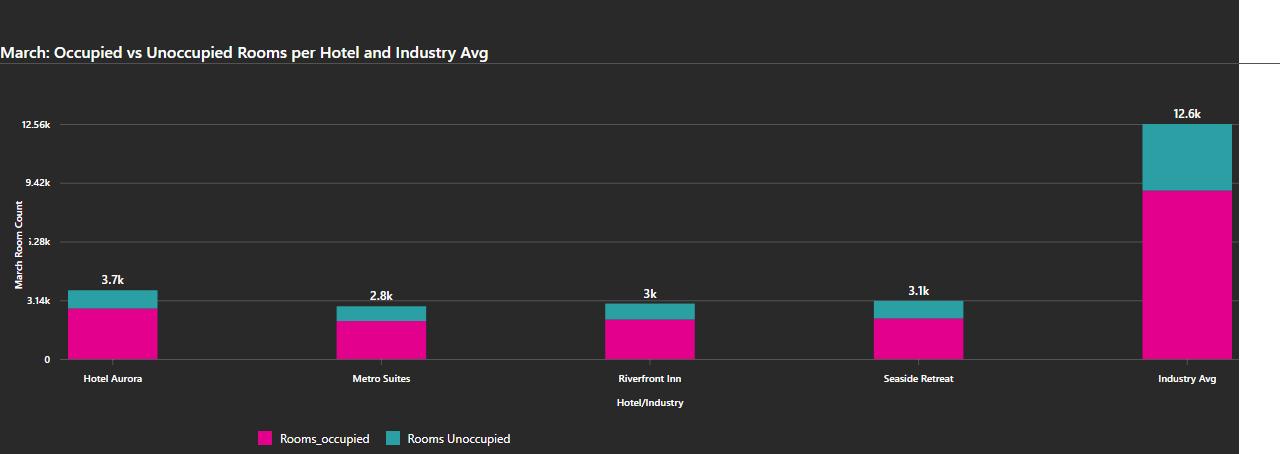 March: Occupied vs Unoccupied Rooms per Hotel and Industry Avg
12.6k
12.56k
9.42k
March Room Count
3.7k
2.8k
3k
3.1k
3.14k
0
Hotel Aurora
Metro Suites
Riverfront Inn
Seaside Retreat
Industry Avg
Hotel/Industry
Rooms_occupied
Rooms Unoccupied